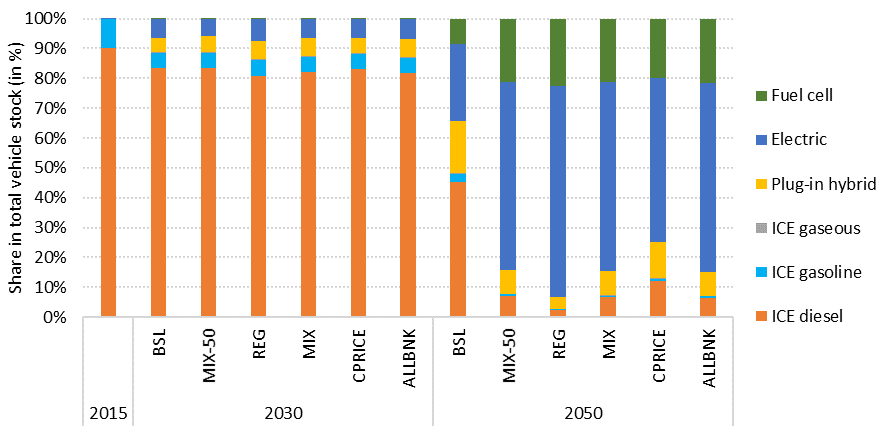 Share in total vehicle stock (in %)
100%
90%
80%
70%
60%
50%
40%
30%
20%
10%
0%
BSL
MIX-50
REG
MIX
CPRICE
ALLBNK
BSL
MIX-50
REG
MIX
CPRICE
ALLBNK
2015
2030
2050
Fuel cell
Electric
Plug-in hybrid
ICE gaseous
ICE gasoline
ICE diesel